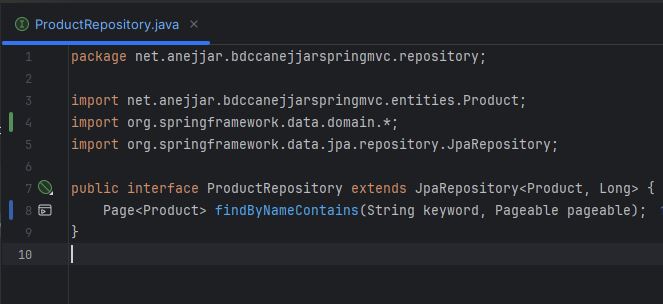 ProductRepository.java
1 package net.anejjar.bdccanejjarspringmvc.repository;
2
3 import net.anejjar.bdccanejjarspringmvc.entities.Product;
4 import org.springframework.data.domain.*;
5 import org.springframework.data.jpa.repository.JpaRepository;
6
7 public interface ProductRepository extends JpaRepository<Product, Long> {
8 Page<Product> findByNameContains(String keyword, Pageable pageable);
9 }
10